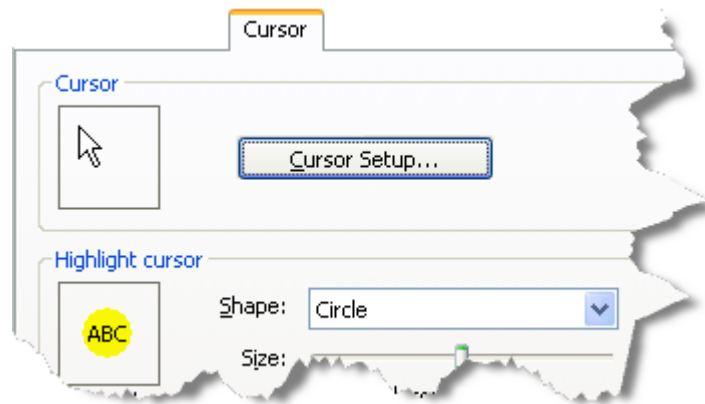 Cursor
Cursor
Cursor Setup...
Highlight cursor
Shape: Circle
ABC
Size: